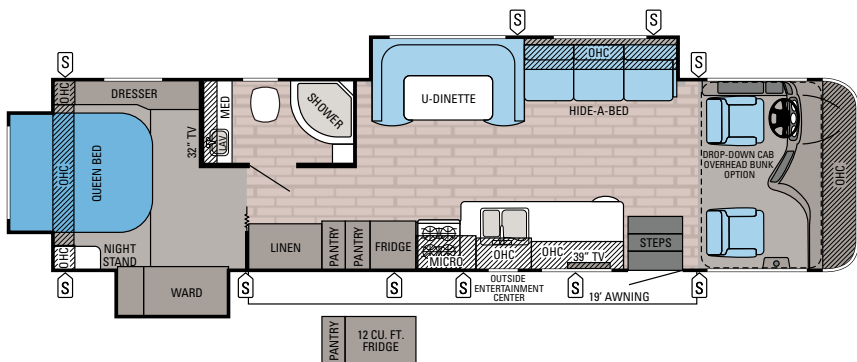 S
S
S
S
OHC
DRESSER
MED
LAV
SHOWER
32" TV
U-DINETTE
OHC
HIDE-A-BED
DROP-DOWN CAB
OVERHEAD BUNK
OPTION
OHC
OHC
QUEEN BED
OHC
NIGHT
STAND
WARD
LINEN
PANTRY
PANTRY
FRIDGE
MICRO
OHC
OHC
39" TV
STEPS
S
S
S
S
S
S
OUTSIDE
ENTERTAINMENT
CENTER
19' AWNING
PANTRY
12 CU. FT.
FRIDGE